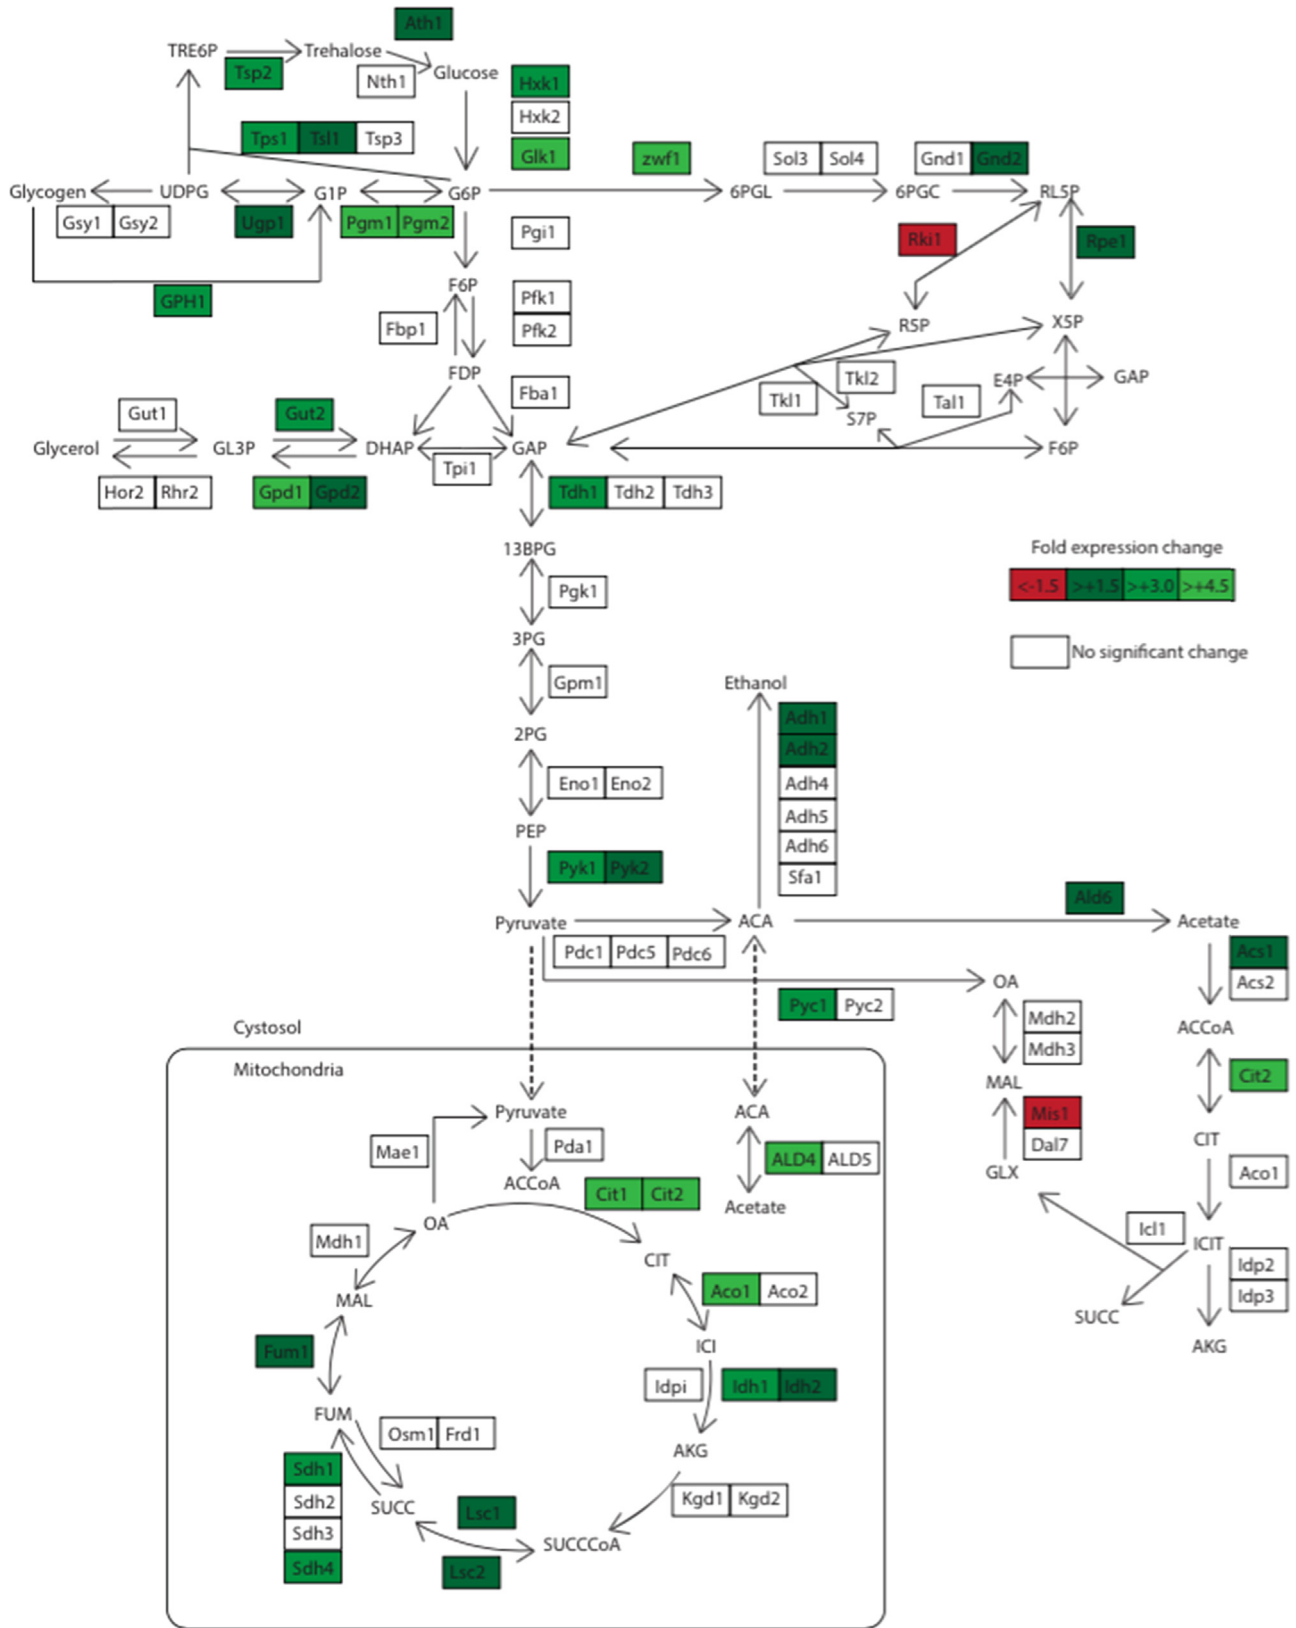 Ath1
TRE6P Trehalose
Tsp2 Nth1 Glucose Hxk1
Hxk2
Tps1 Tsl1 Tsp3 Glk1 zwf1 Sol3 Sol4 Gnd1 Gnd2
Glycogen UDPG G1P G6P 6PGL 6PGC RL5P
Gsy1 Gsy2 Ugp1 Pgm1 Pgm2 Pgi1 Rki1 Rpe1
GPH1 F6P Pfk1
Fbp1 Pfk2 R5P X5P
FDP Tkl2 E4P GAP
Fba1 Tkl1 Tal1
Gut1 Gut2 S7P
Glycerol GL3P DHAP GAP F6P
Tpi1
Hor2 Rhr2 Gpd1 Gpd2 Tdh1 Tdh2 Tdh3
13BPG Fold expression change
Pgk1 <-1.5 >+1.5 >+3.0 >+4.5
3PG No significant change
Gpm1 Ethanol
Adh1
2PG Adh2
Eno1 Eno2 Adh4
Adh5
PEP Adh6
Pyk1 Pyk2 Sfa1
Ald6
Pyruvate ACA Acetate
Pdc1 Pdc5 Pdc6 Acs1
OA Acs2
Pyc1 Pyc2
Cystosol Mdh2 ACCoA
Mdh3
Mitochondria MAL Cit2
Pyruvate ACA Mis1
Mae1 Pda1 ALD4 ALD5 Dal7 CIT
ACCoA GLX Aco1
Cit1 Cit2 Acetate
OA Icl1
Mdh1 CIT ICIT
Idp2
Aco1 Aco2 Idp3
MAL SUCC
ICI AKG
Fum1
Idpi Idh1 Idh2
FUM
Osm1 Frd1 AKG
Sdh1
Sdh2 SUCC Kgd1 Kgd2
Sdh3 Lsc1
SUCCCoA
Sdh4 Lsc2